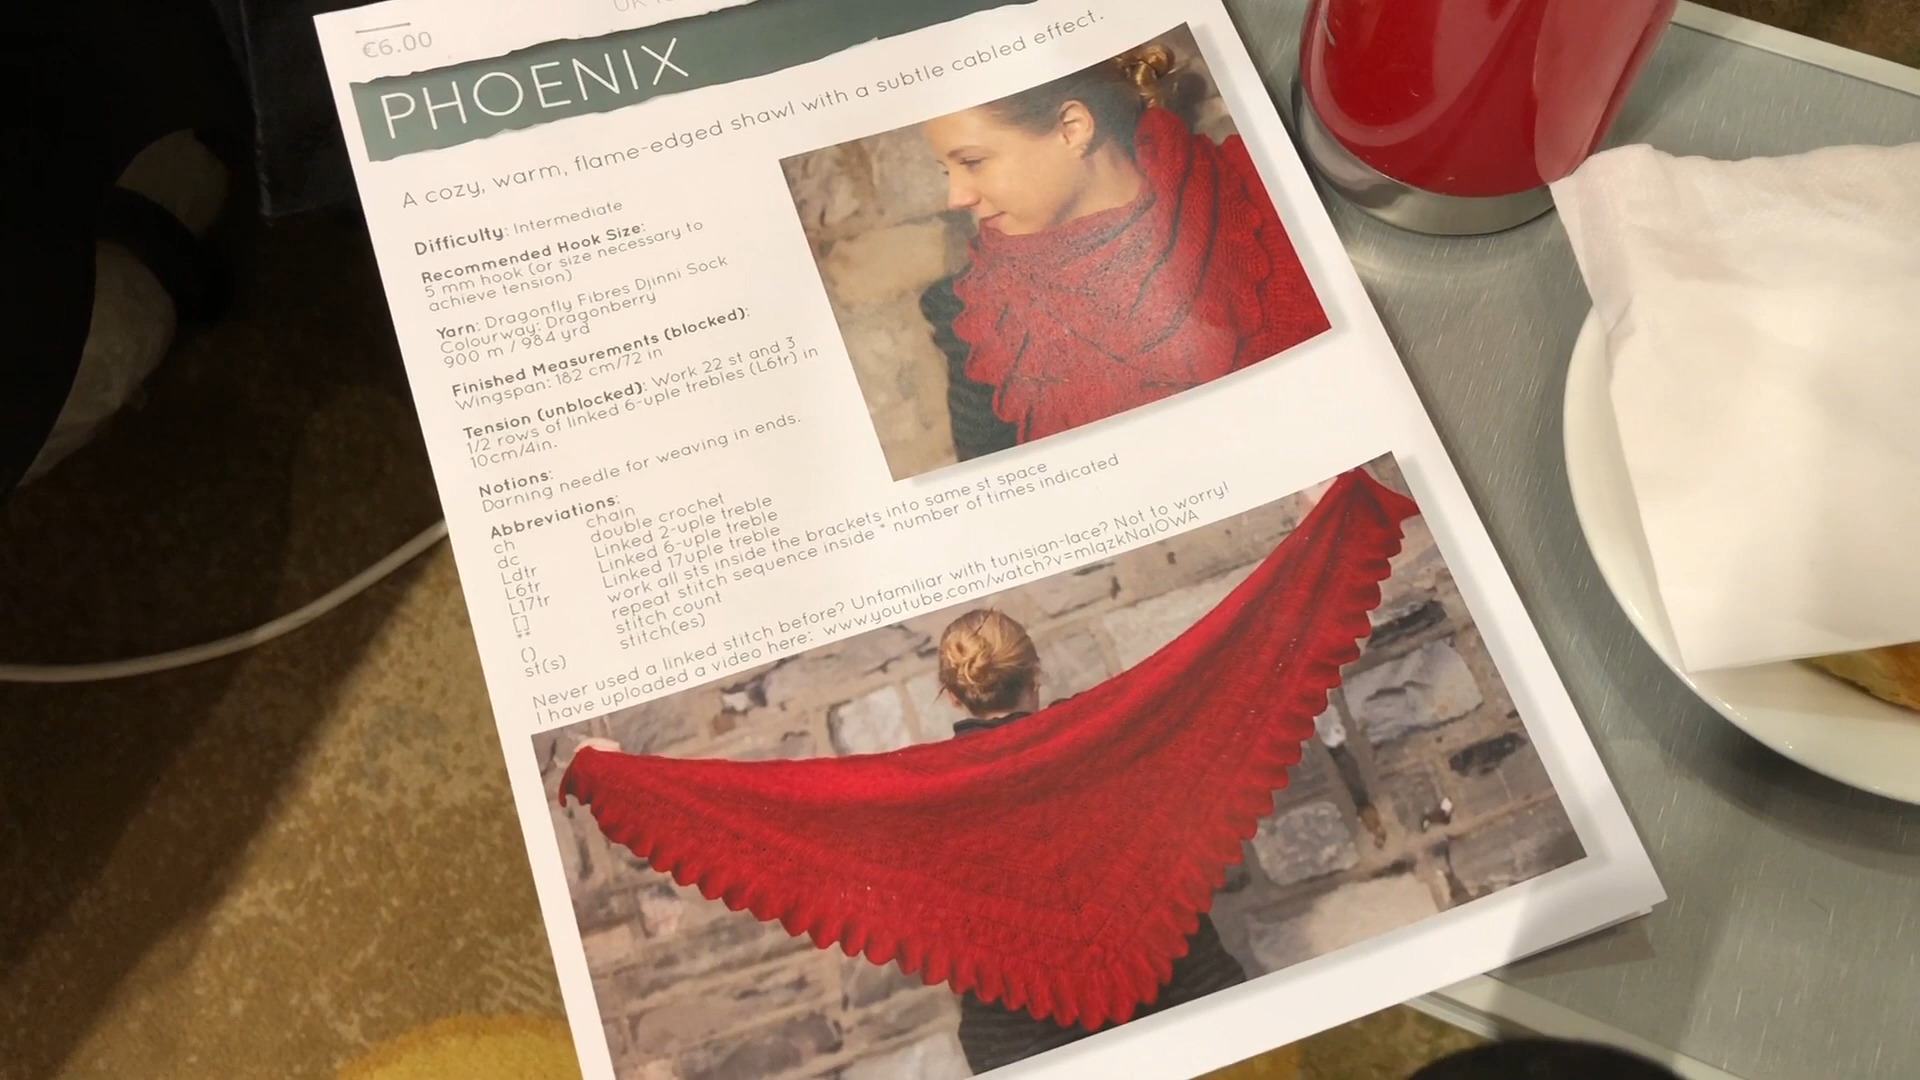 €6.00
UK
PHOENIX
A cozy, warm, flame-edged shawl with a subtle cabled effect.
Difficulty: Intermediate
Recommended Hook Size:
5 mm hook (or size necessary to
achieve tension)
Yarn: Dragonfly Fibres Djinni Sock
Colourway: Dragonberry
900 m / 984 yrd
Finished Measurements (blocked):
Wingspan: 182 cm/72 in
Tension (unblocked): Work 22 st and 3
1/2 rows of linked 6-uple trebles (L6tr) in
10cm/4in.
Notions:
Darning needle for weaving in ends.
Abbreviations:
ch chain
dc double crochet
Ldtr Linked 2-uple treble
L6tr Linked 6-uple treble
L17tr Linked 17uple treble
[] work all sts inside the brackets into same st space
** repeat stitch sequence inside * number of times indicated
() stitch count
st(s) stitch(es)
Never used a linked stitch before? Unfamiliar with tunisian-lace? Not to worry!
I have uploaded a video here: www.youtube.com/watch?v=mlqzkNaIOWA